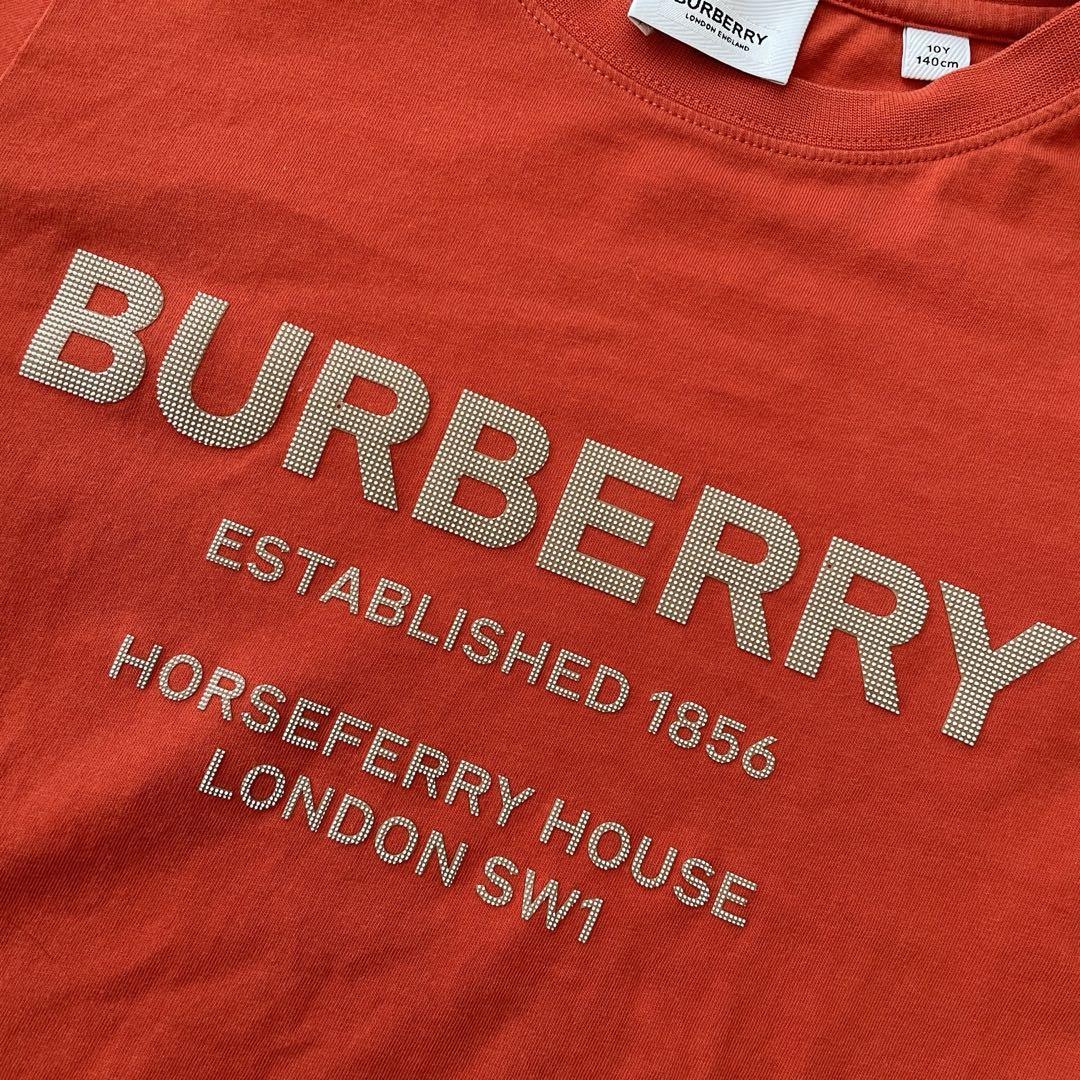 BURBERRY
LONDON ENGLAND
10Y
140cm
BURBERRY
ESTABLISHED 1856
HORSEFERRY HOUSE
LONDON SW1